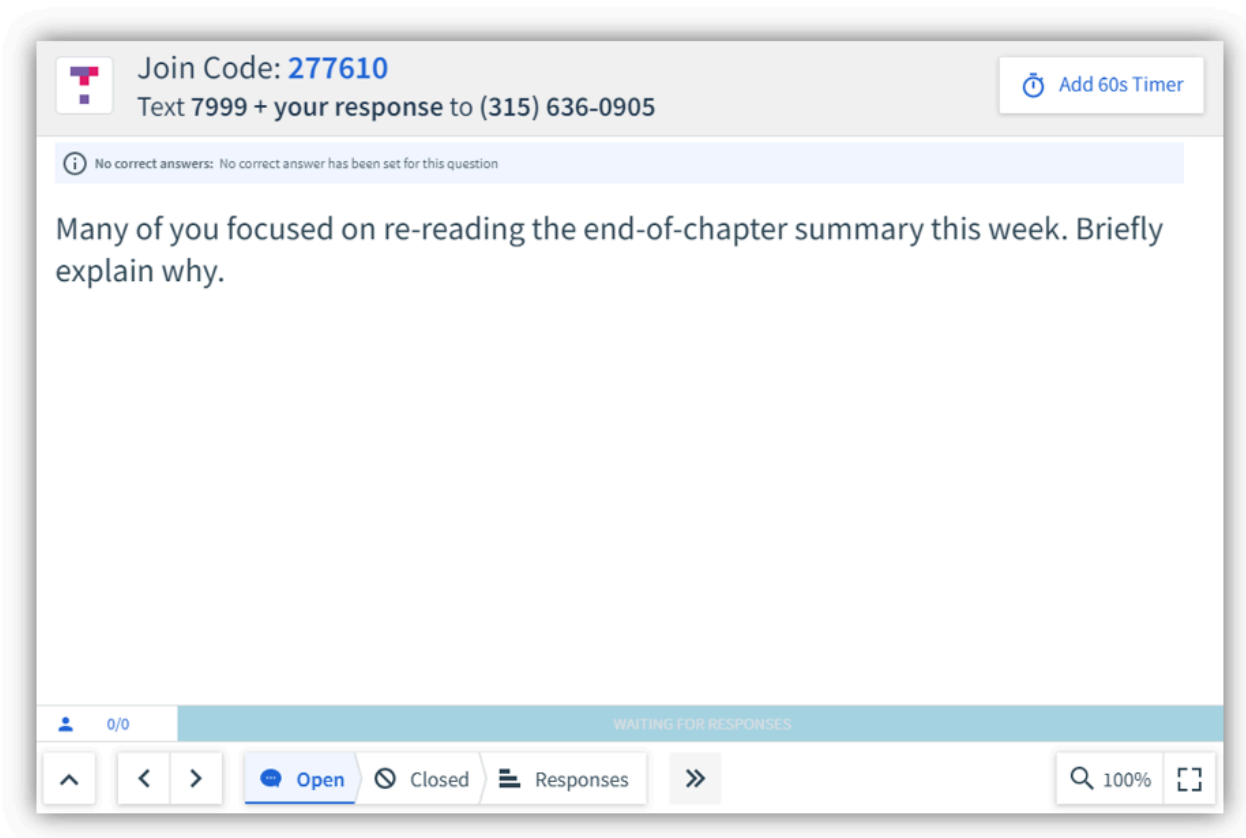 Join Code: 277610
Add 60s Timer
Text 7999 + your response to (315) 636-0905
No correct answers: No correct answer has been set for this question
Many of you focused on re-reading the end-of-chapter summary this week. Briefly
explain why.
0/0
WAITING FOR RESPONSES
Open
Closed
Responses
100%